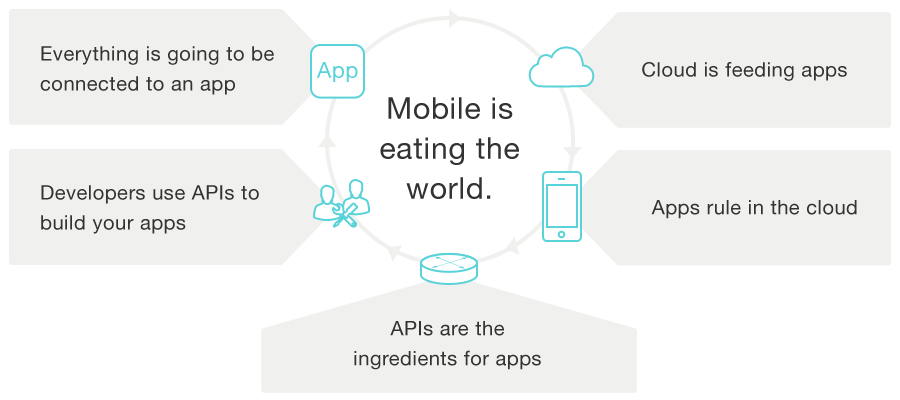 Everything is going to be
connected to an app
App
Cloud is feeding apps
Mobile is
eating the
world.
Developers use APIs to
build your apps
Apps rule in the cloud
APIs are the
ingredients for apps